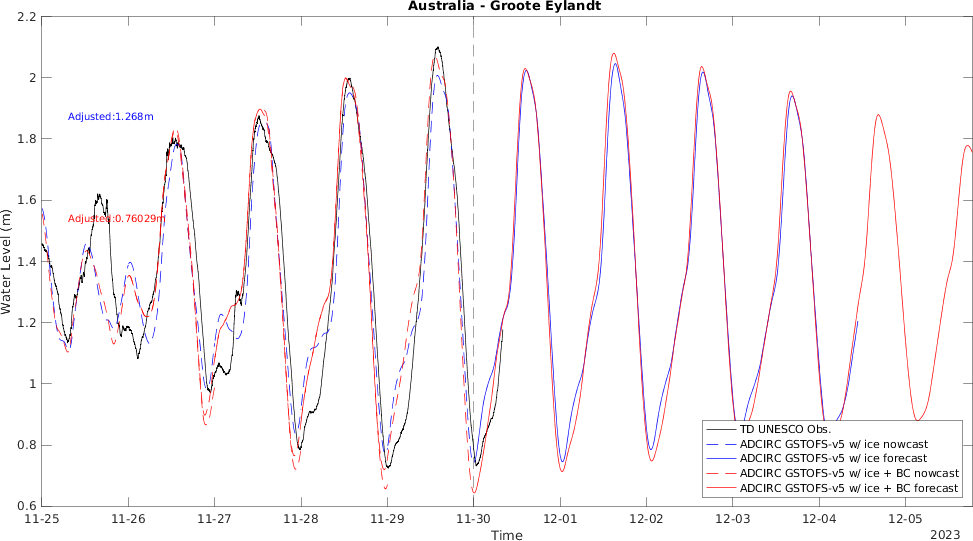 Australia - Groote Eylandt
2.2
2
1.8
1.6
1.4
1.2
1
0.8
0.6
Water Level (m)
Adjusted:1.268m
Adjusted:0.76029m
TD UNESCO Obs.
ADCIRC GSTOFS-v5 w/ ice nowcast
ADCIRC GSTOFS-v5 w/ ice forecast
ADCIRC GSTOFS-v5 w/ ice + BC nowcast
ADCIRC GSTOFS-v5 w/ ice + BC forecast
11-25 11-26 11-27 11-28 11-29 11-30 12-01 12-02 12-03 12-04 12-05
Time
2023